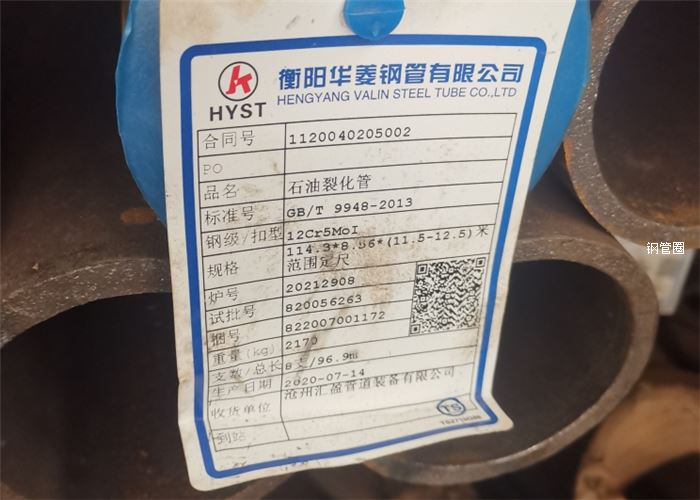 衡阳华菱钢管有限公司
HENGYANG VALIN STEEL TUBE CO.,LTD
HYST
合同号 1120040205002
PO
品名 石油裂化管
标准号 GB/T 9948-2013
钢级/扣型 12Cr5MoI
规格 114.3*8.56*(11.5-12.5)米
范围定尺
炉号 20212908
试批号 820056263
捆号 822007001172
重量(kg) 2170
支数/总长 8支/96.9m
生产日期 2020-07-14
收货单位 沧州汇盈管道装备有限公司
到站
TS
钢管圈